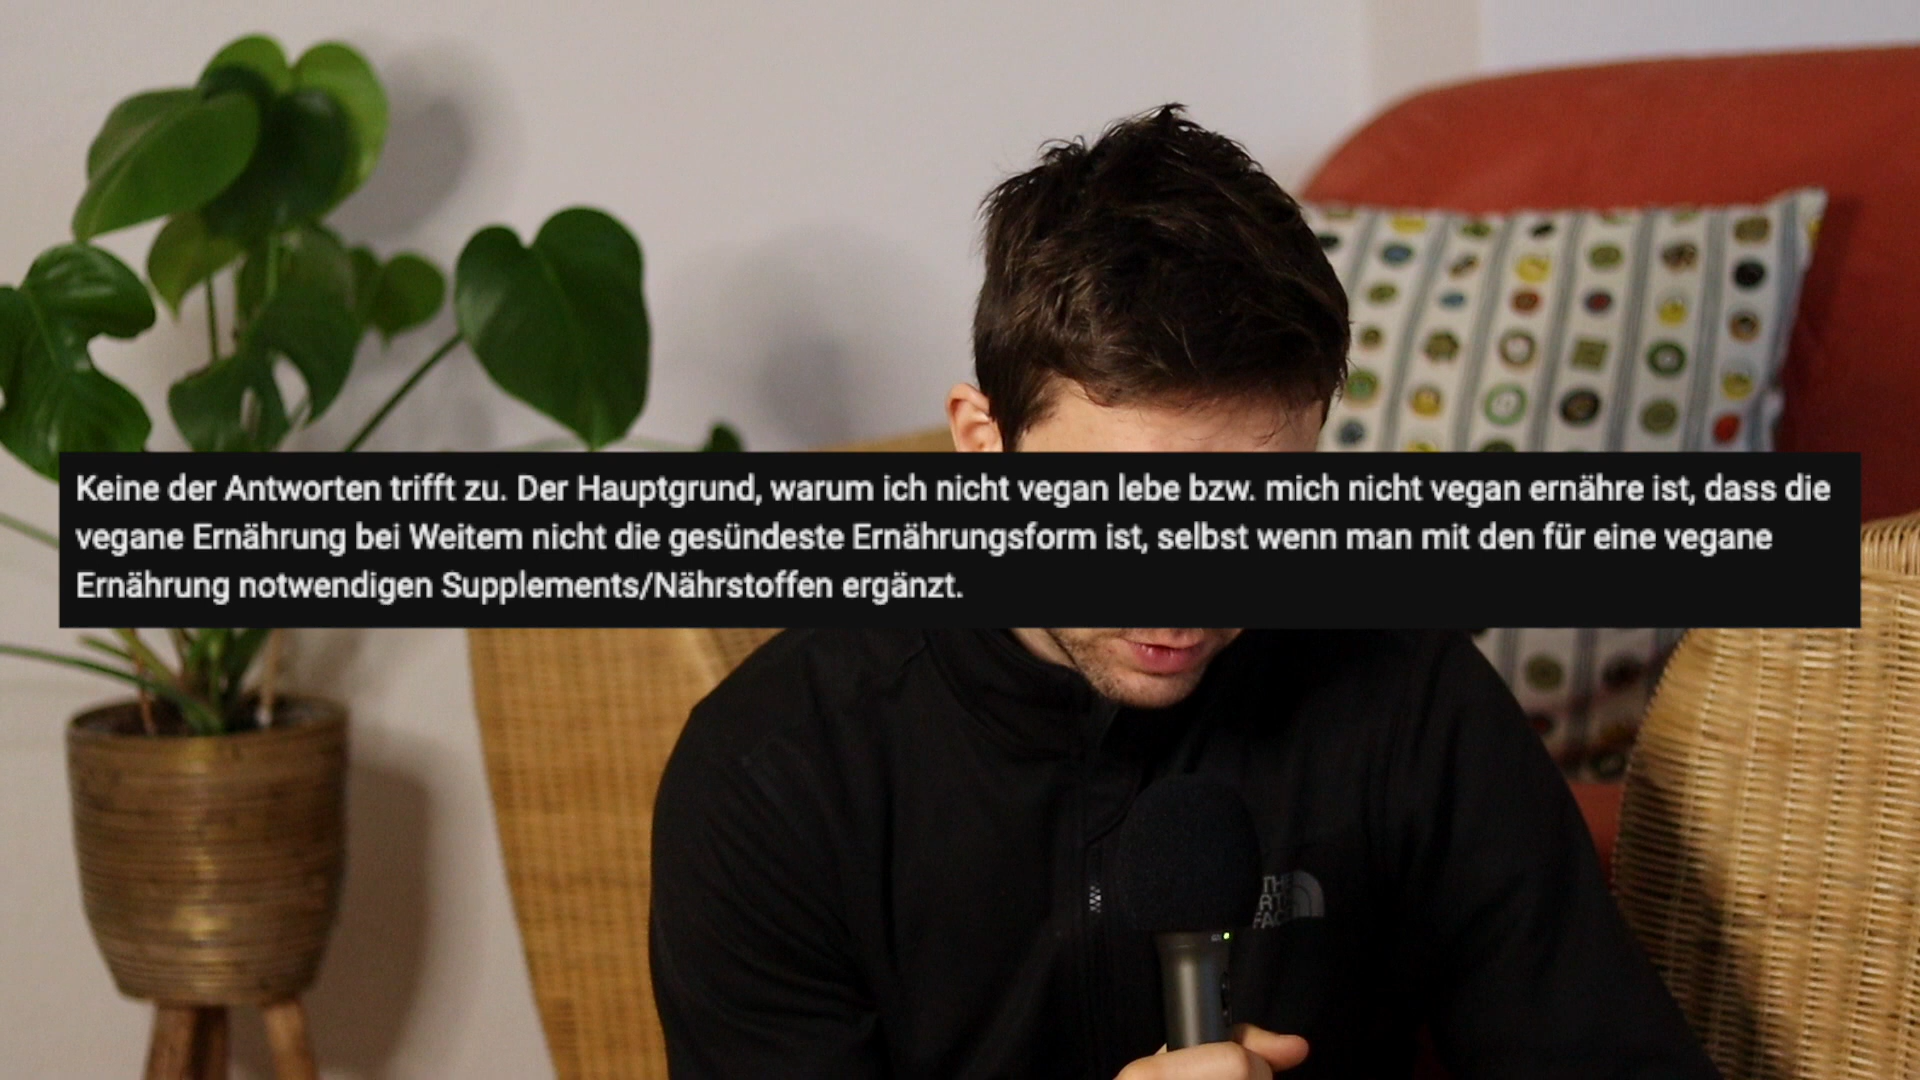 Keine der Antworten trifft zu. Der Hauptgrund, warum ich nicht vegan lebe bzw. mich nicht vegan ernähre ist, dass die
vegane Ernährung bei Weitem nicht die gesündeste Ernährungsform ist, selbst wenn man mit den für eine vegane
Ernährung notwendigen Supplements/Nährstoffen ergänzt.
THE
FACE